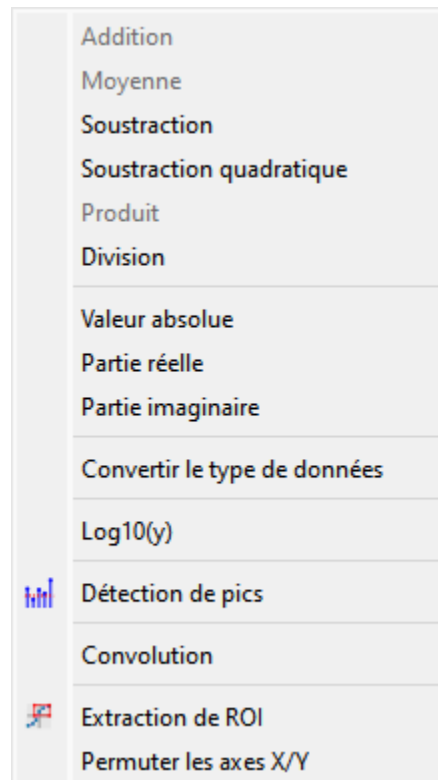 Addition
Moyenne
Soustraction
Soustraction quadratique
Produit
Division
Valeur absolue
Partie réelle
Partie imaginaire
Convertir le type de données
Log10(y)
Détection de pics
Convolution
Extraction de ROI
Permuter les axes X/Y